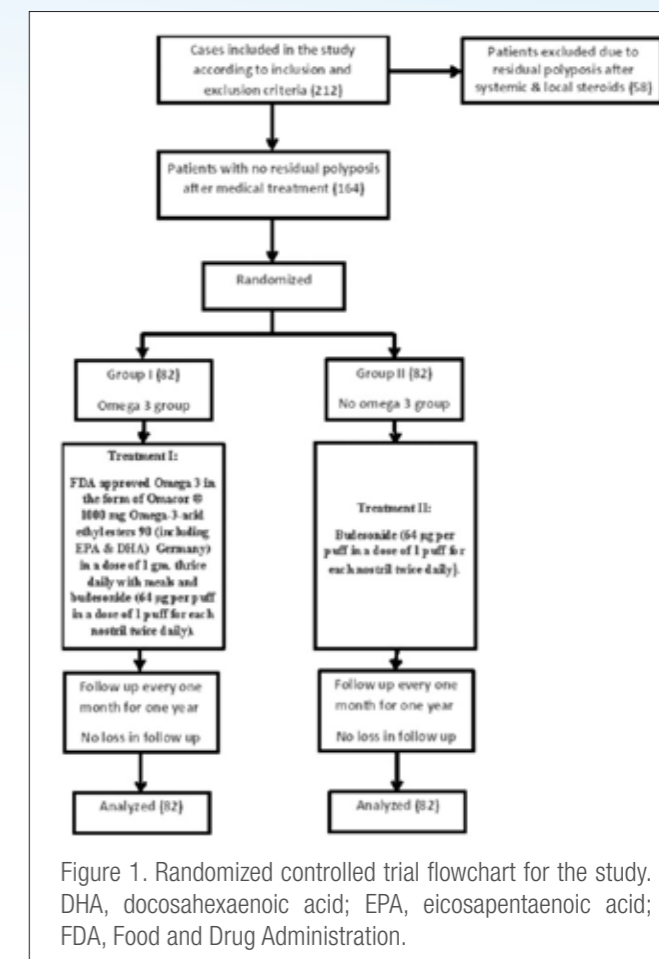 Cases included in the study
according to inclusion and
exclusion criteria (212)
Patients excluded due to
residual polyposis after
systemic & local steroids (58)
Patients with no residual polyposis
after medical treatment (164)
Randomized
Group I (82)
Omega 3 group
Group II (82)
No omega 3 group
Treatment I:
FDA approved Omega 3 in
the form of Omacor ®
1000 mg Omega-3-acid
ethylesters 90 (including
EPA & DHA) Germany)
in a dose of 1 gm. thrice
daily with meals and
budesonide (64 µg per puff
in a dose of 1 puff for each
nostril twice daily).
Treatment II:
Budesonide (64 µg per
puff in a dose of 1 puff for
each nostril twice daily).
Follow up every one
month for one year
No loss in follow up
Follow up every one
month for one year
No loss in follow up
Analyzed (82)
Analyzed (82)
Figure 1. Randomized controlled trial flowchart for the study.
DHA, docosahexaenoic acid; EPA, eicosapentaenoic acid;
FDA, Food and Drug Administration.